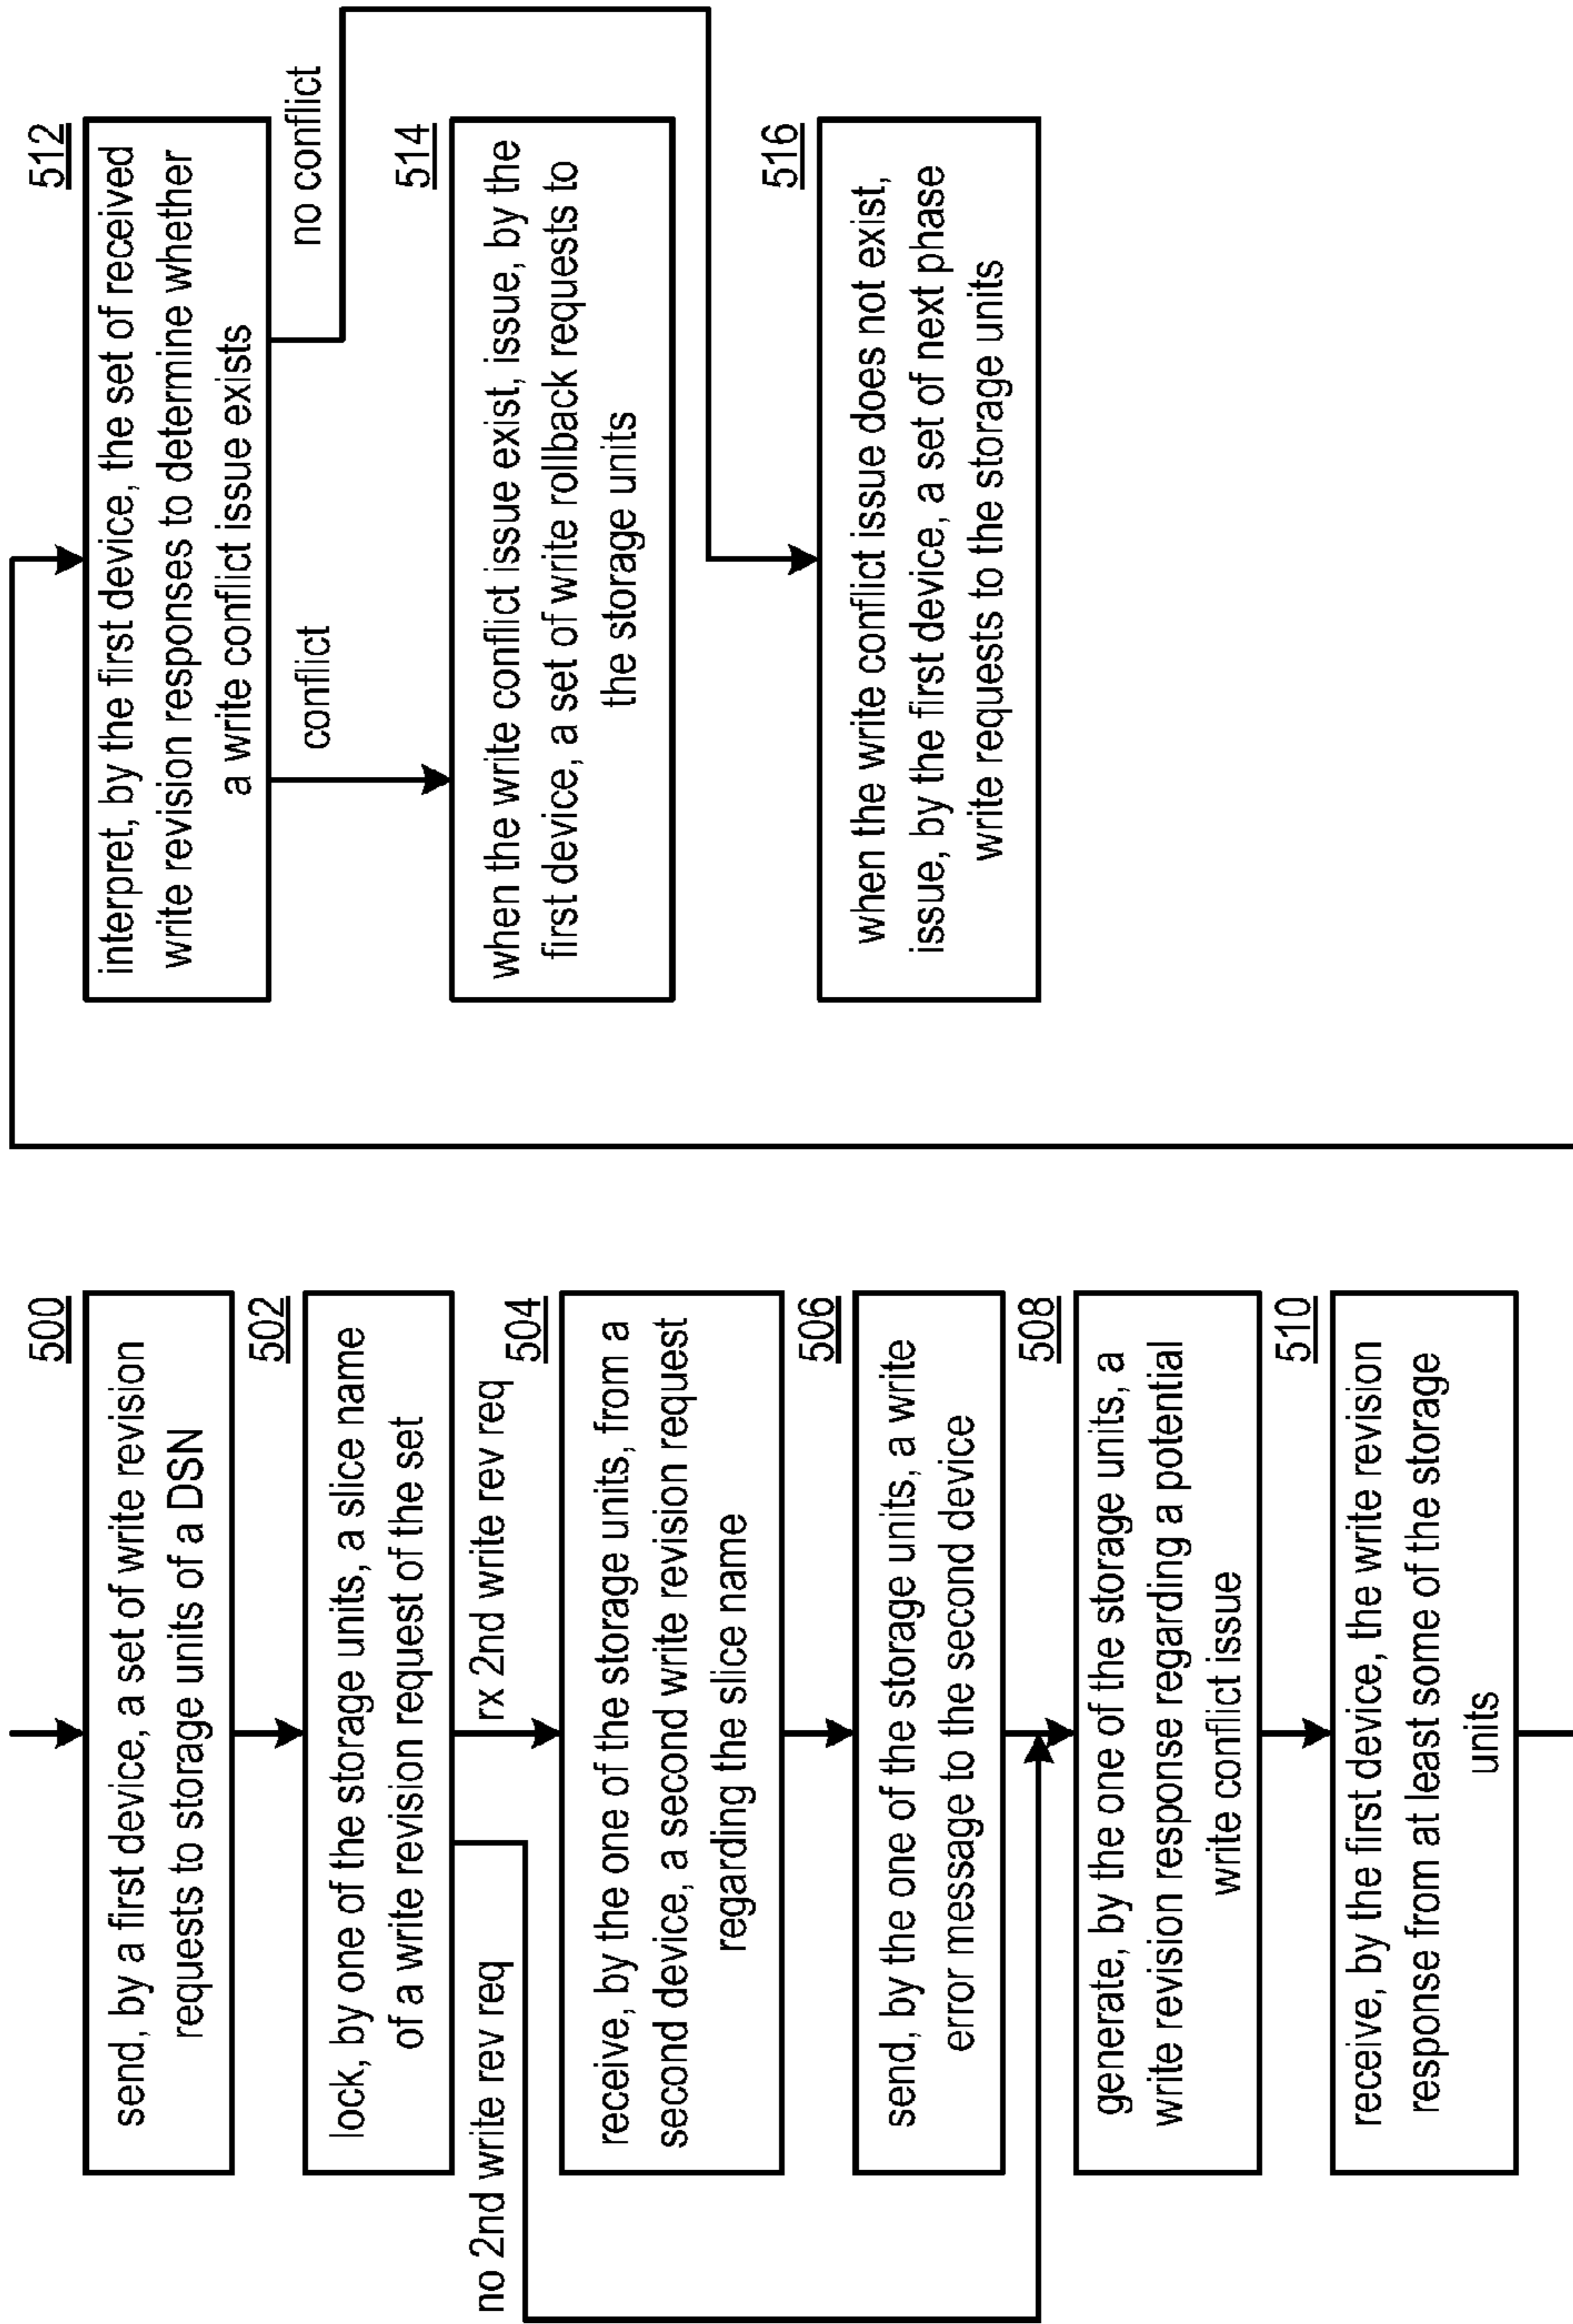 500
send, by a first device, a set of write revision
requests to storage units of a DSN
502
lock, by one of the storage units, a slice name
of a write revision request of the set
no 2nd write rev req
rx 2nd write rev req
504
receive, by the one of the storage units, from a
second device, a second write revision request
regarding the slice name
506
send, by the one of the storage units, a write
error message to the second device
508
generate, by the one of the storage units, a
write revision response regarding a potential
write conflict issue
510
receive, by the first device, the write revision
response from at least some of the storage
units
512
interpret, by the first device, the set of received
write revision responses to determine whether
a write conflict issue exists
conflict
no conflict
514
when the write conflict issue exist, issue, by the
first device, a set of write rollback requests to
the storage units
516
when the write conflict issue does not exist,
issue, by the first device, a set of next phase
write requests to the storage units